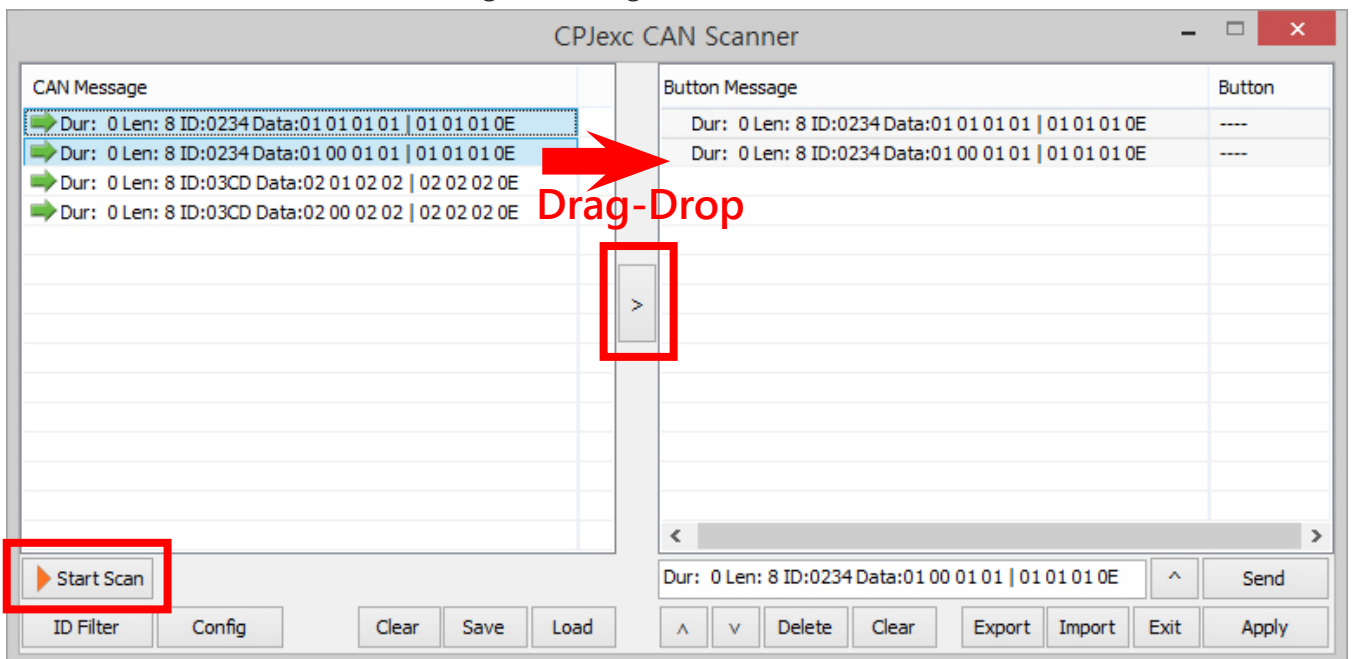 CPJexc CAN Scanner
CAN Message
Dur: 0 Len: 8 ID:0234 Data:01 01 01 01 | 01 01 01 0E
Dur: 0 Len: 8 ID:0234 Data:01 00 01 01 | 01 01 01 0E
Dur: 0 Len: 8 ID:03CD Data:02 01 02 02 | 02 02 02 0E
Dur: 0 Len: 8 ID:03CD Data:02 00 02 02 | 02 02 02 0E
Drag-Drop
>
Button Message Button
Dur: 0 Len: 8 ID:0234 Data:01 01 01 01 | 01 01 01 0E ----
Dur: 0 Len: 8 ID:0234 Data:01 00 01 01 | 01 01 01 0E ----
Start Scan
Dur: 0 Len: 8 ID:0234 Data:01 00 01 01 | 01 01 01 0E ^ Send
ID Filter Config Clear Save Load
^ v Delete Clear Export Import Exit Apply